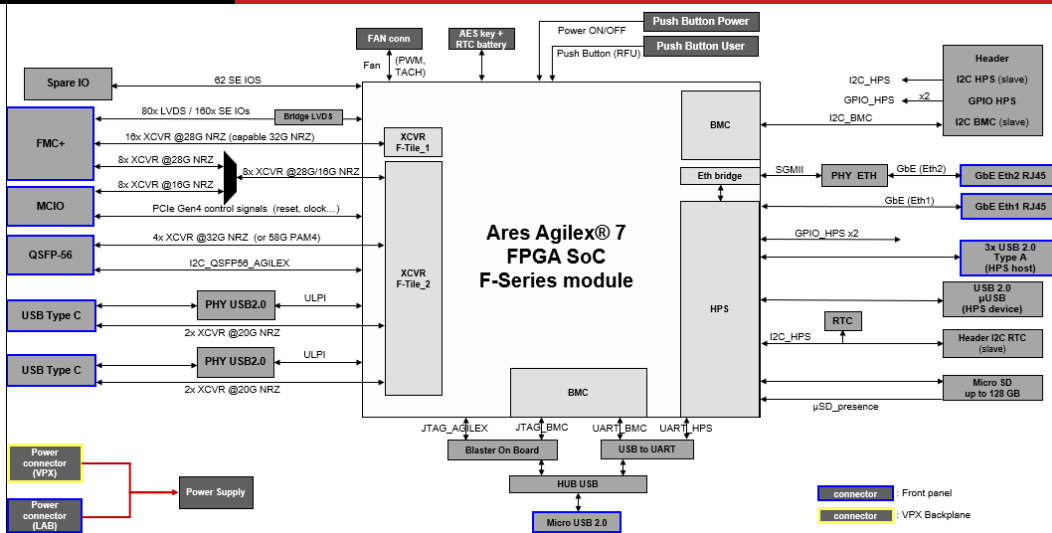 FAN conn
AES key +
RTC battery
Power ON/OFF
Push Button Power
Push Button (RFU)
Push Button User
Fan
(PWM,
TACH)
Spare IO
62 SE IOS
FMC+
80x LVDS / 160x SE IOs
Bridge LVDS
16x XCVR @28G NRZ (capable 32G NRZ)
XCVR
F-Tile_1
8x XCVR @28G NRZ
8x XCVR @28G/16G NRZ
8x XCVR @16G NRZ
MCIO
PCIe Gen4 control signals (reset, clock...)
QSFP-56
4x XCVR @32G NRZ (or 58G PAM4)
I2C_QSFP56_AGILEX
XCVR
F-Tile_2
USB Type C
PHY USB2.0
ULPI
2x XCVR @20G NRZ
USB Type C
PHY USB2.0
ULPI
2x XCVR @20G NRZ
Ares Agilex® 7
FPGA SoC
F-Series module
BMC
Eth bridge
HPS
BMC
Header
I2C HPS (slave)
GPIO HPS
I2C BMC (slave)
I2C_HPS
GPIO_HPS
x2
I2C_BMC
SGMII
PHY ETH
GbE (Eth2)
GbE Eth2 RJ45
GbE (Eth1)
GbE Eth1 RJ45
GPIO_HPS x2
3x USB 2.0
Type A
(HPS host)
USB 2.0
µUSB
(HPS device)
RTC
I2C_HPS
Header I2C RTC
(slave)
Micro SD
up to 128 GB
µSD_presence
JTAG_AGILEX
JTAG_BMC
UART_BMC
UART_HPS
Blaster On Board
USB to UART
HUB USB
Micro USB 2.0
Power
connector
(VPX)
Power Supply
Power
connector
(LAB)
connector : Front panel
connector : VPX Backplane